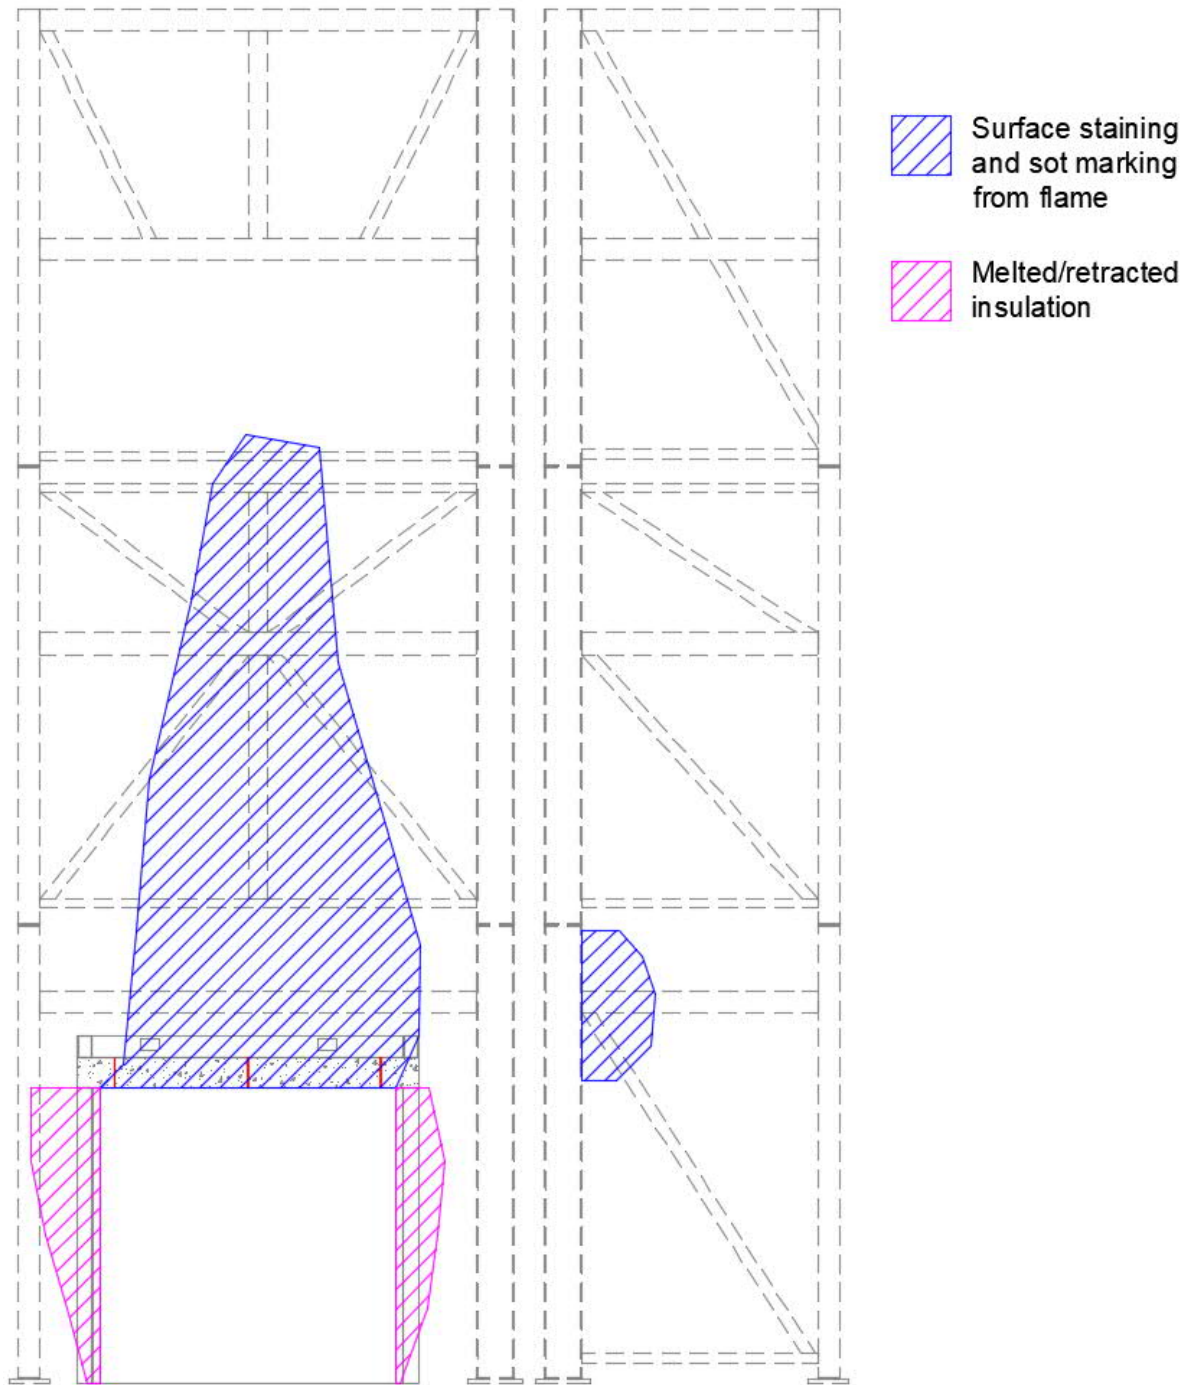 Surface staining
and sot marking
from flame
Melted/retracted
insulation